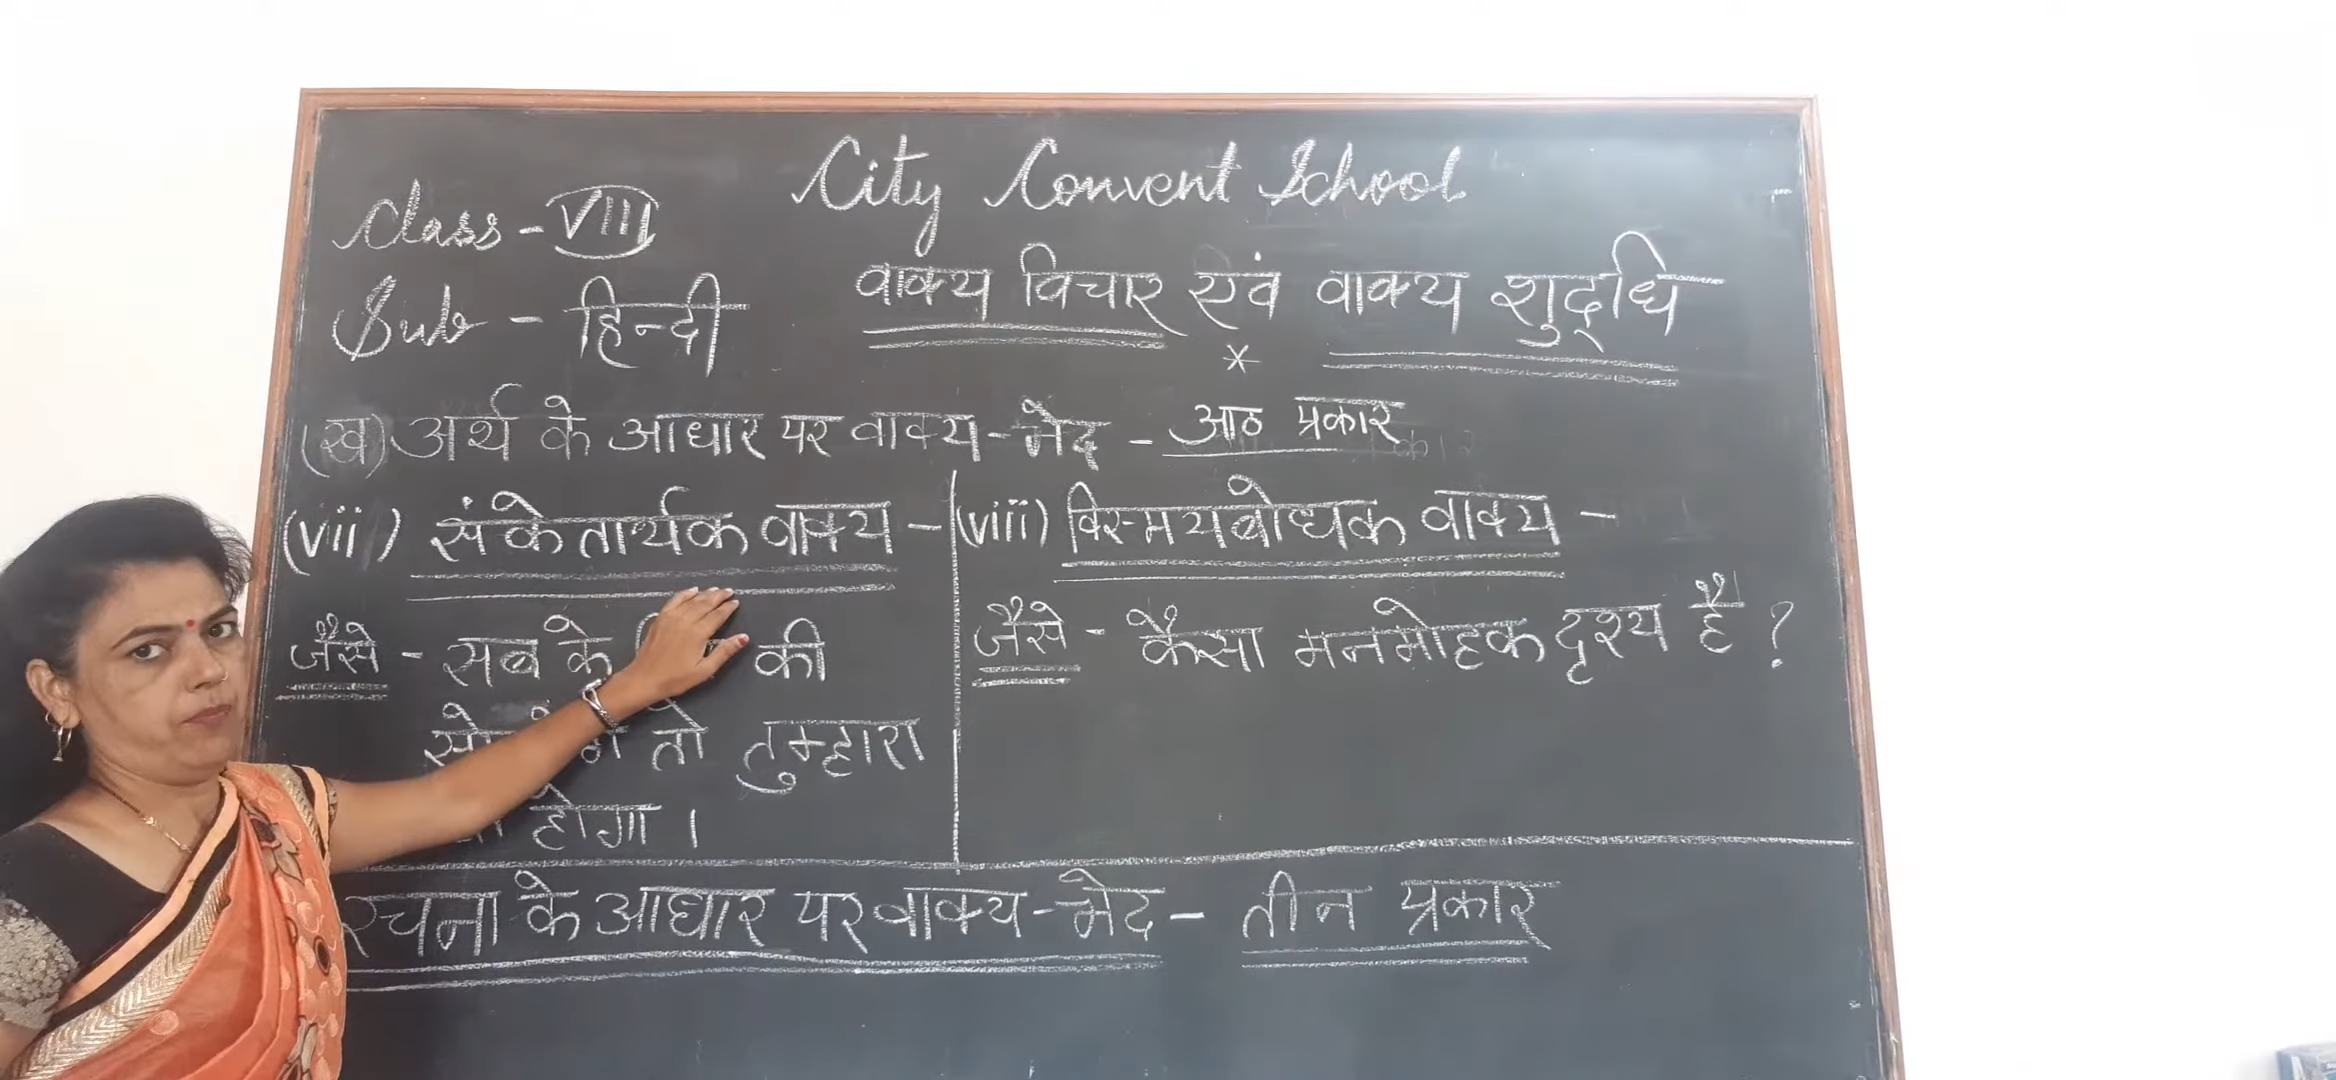 City Convent School
Class - VIII
Sub - हिन्दी
वाक्य विचार एवं वाक्य शुद्धि
*
(ख) अर्थ के आधार पर वाक्य-भेद - आठ प्रकार
(vii) संकेतार्थक वाक्य -
जैसे - सब के की
तो तुम्हारा
होगा।
(viii) विस्मयबोधक वाक्य -
जैसे - कैसा मनमोहक दृश्य है ?
रचना के आधार पर वाक्य-भेद - तीन प्रकार